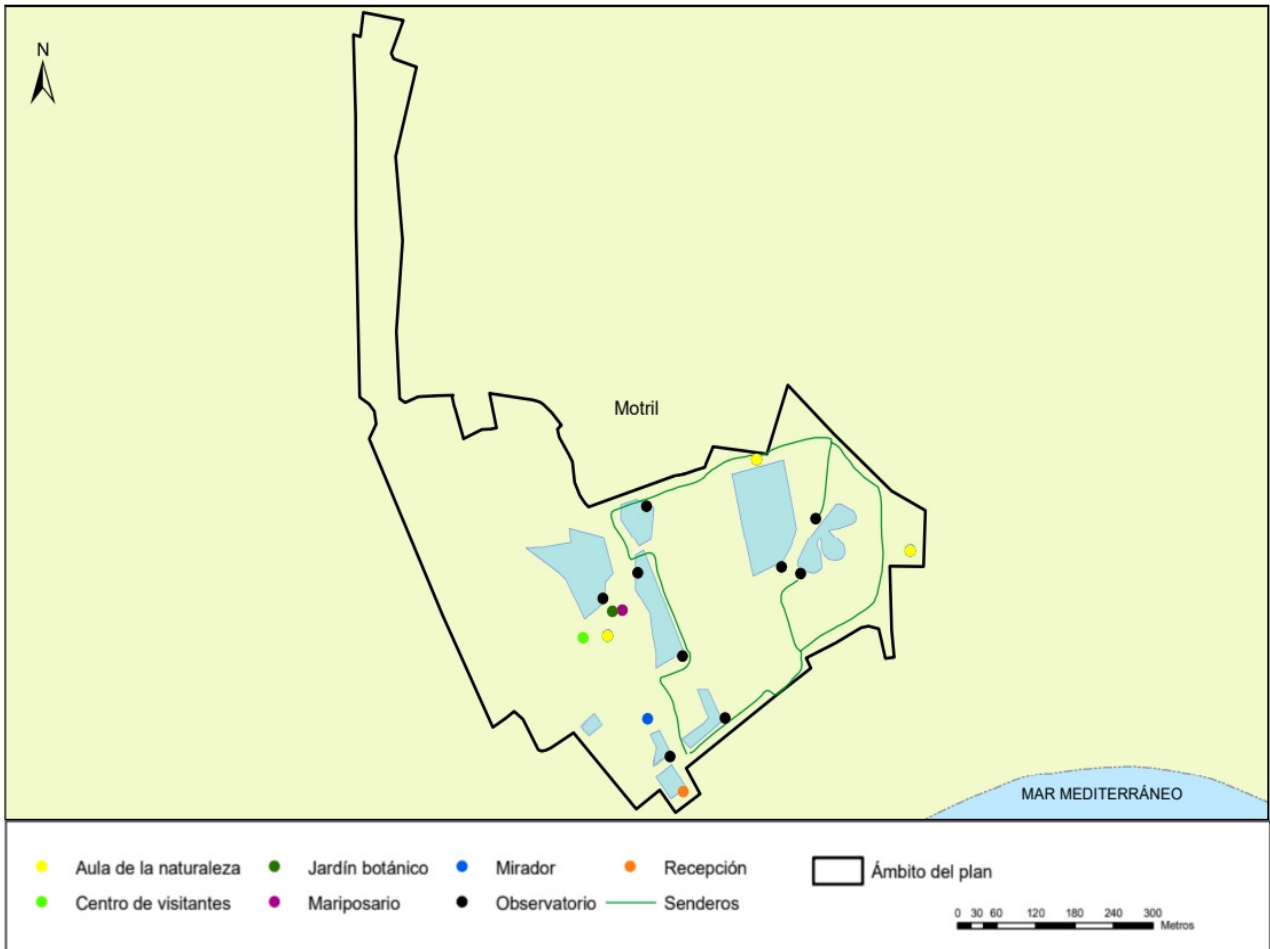 N
Motril
MAR MEDITERRÁNEO
Aula de la naturaleza
Jardín botánico
Mirador
Recepción
Ámbito del plan
Centro de visitantes
Mariposario
Observatorio
Senderos
0 30 60 120 180 240 300
Metros